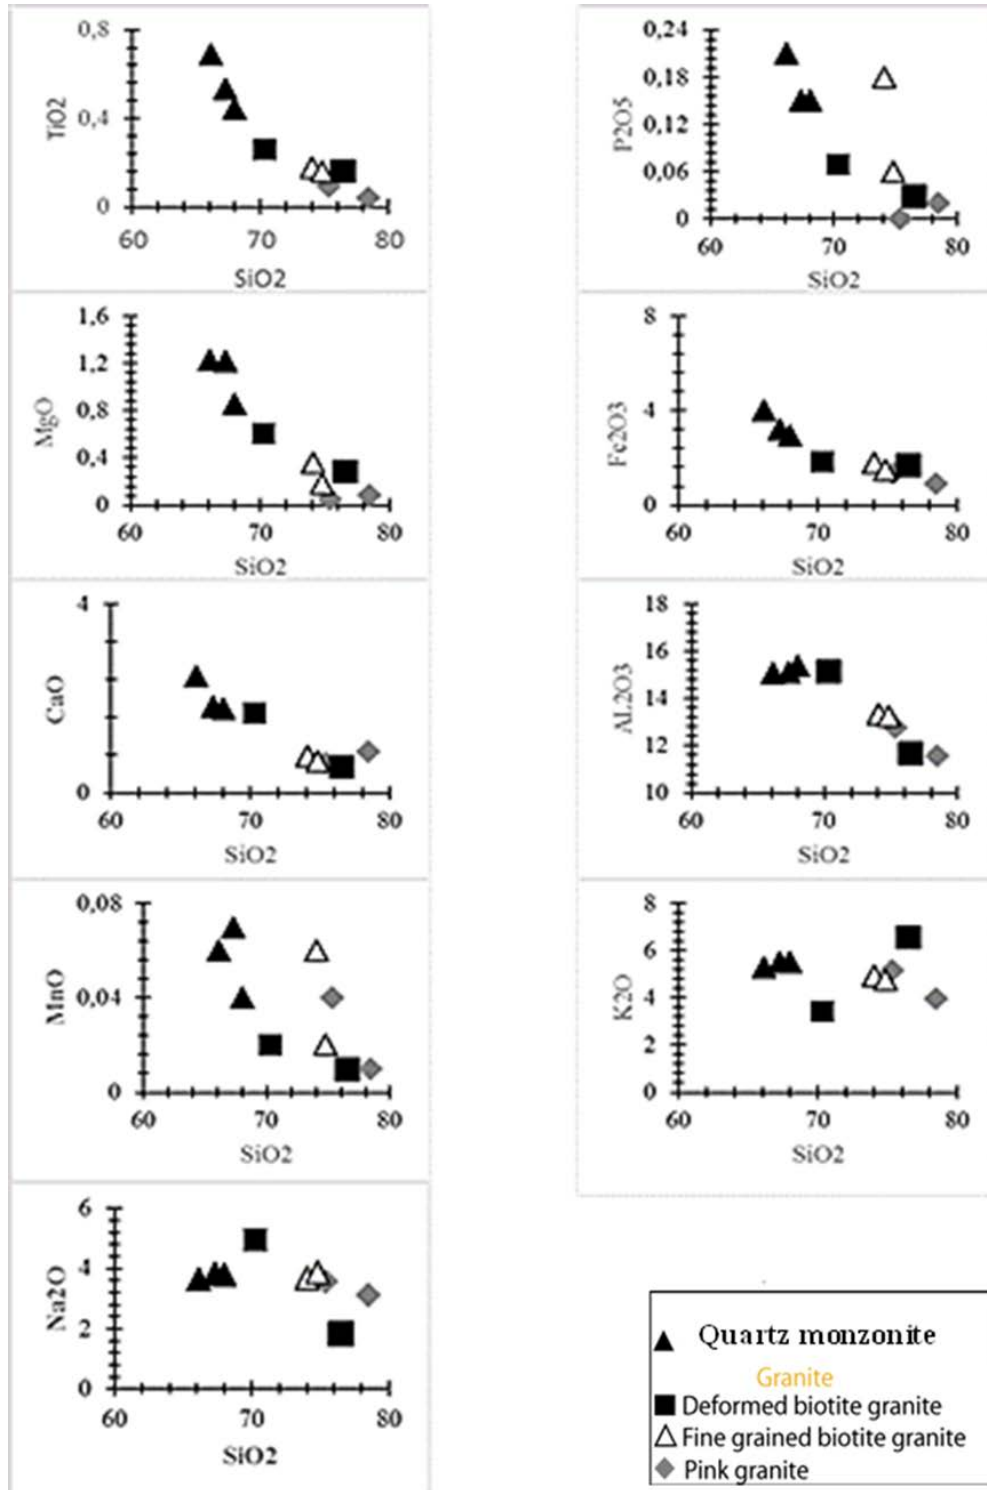 TiO2
0,8
0,4
0
60 70 80
SiO2
P2O5
0,24
0,18
0,12
0,06
0
60 70 80
SiO2
MgO
1,6
1,2
0,8
0,4
0
60 70 80
SiO2
Fe2O3
8
4
0
60 70 80
SiO2
CaO
4
0
60 70 80
SiO2
AL2O3
18
16
14
12
10
60 70 80
SiO2
MnO
0,08
0,04
0
60 70 80
SiO2
K2O
8
6
4
2
0
60 70 80
SiO2
Na2O
6
4
2
0
60 70 80
SiO2
Quartz monzonite
Granite
Deformed biotite granite
Fine grained biotite granite
Pink granite